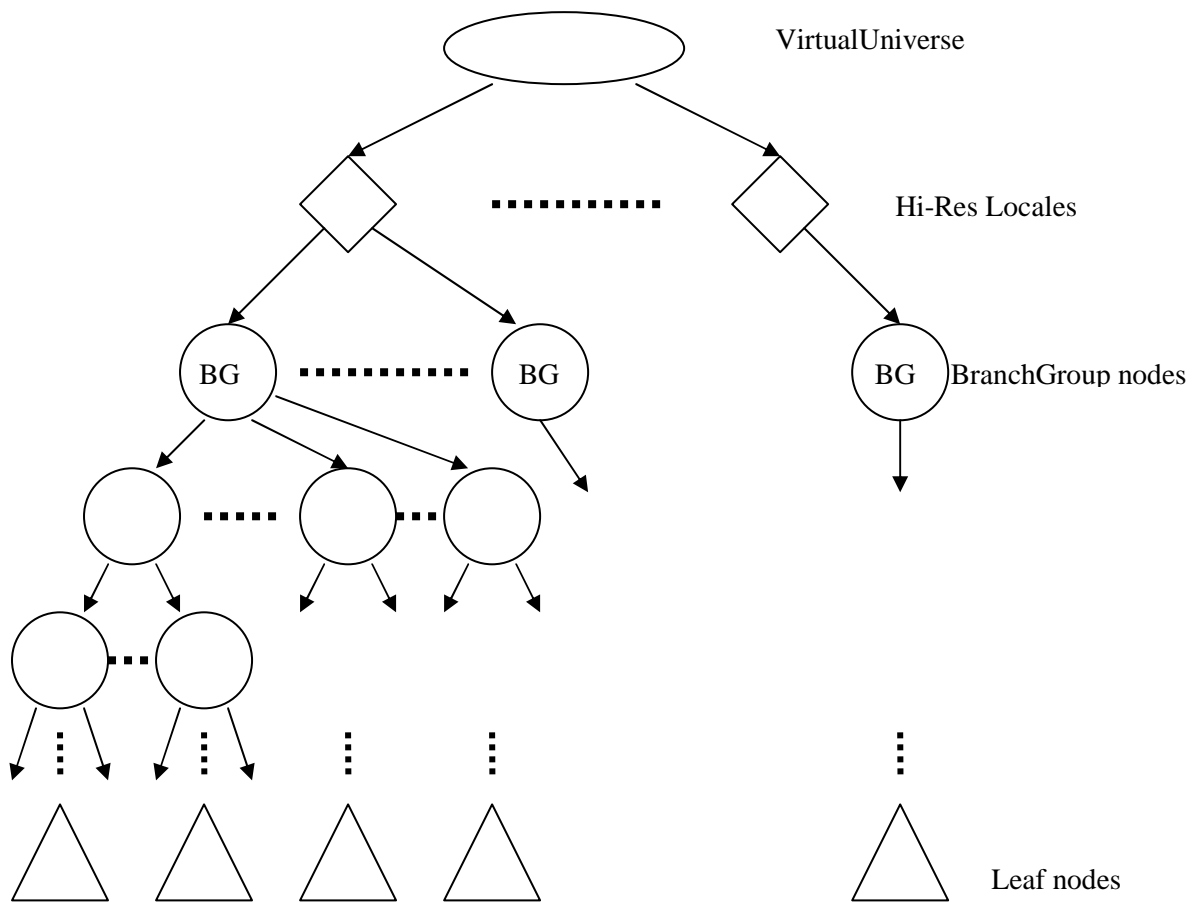 VirtualUniverse
Hi-Res Locales
BG
BG
BG
BranchGroup nodes
Leaf nodes